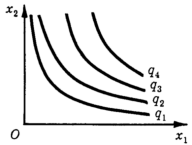 x₂
q₄
q₃
q₂
q₁
O
x₁